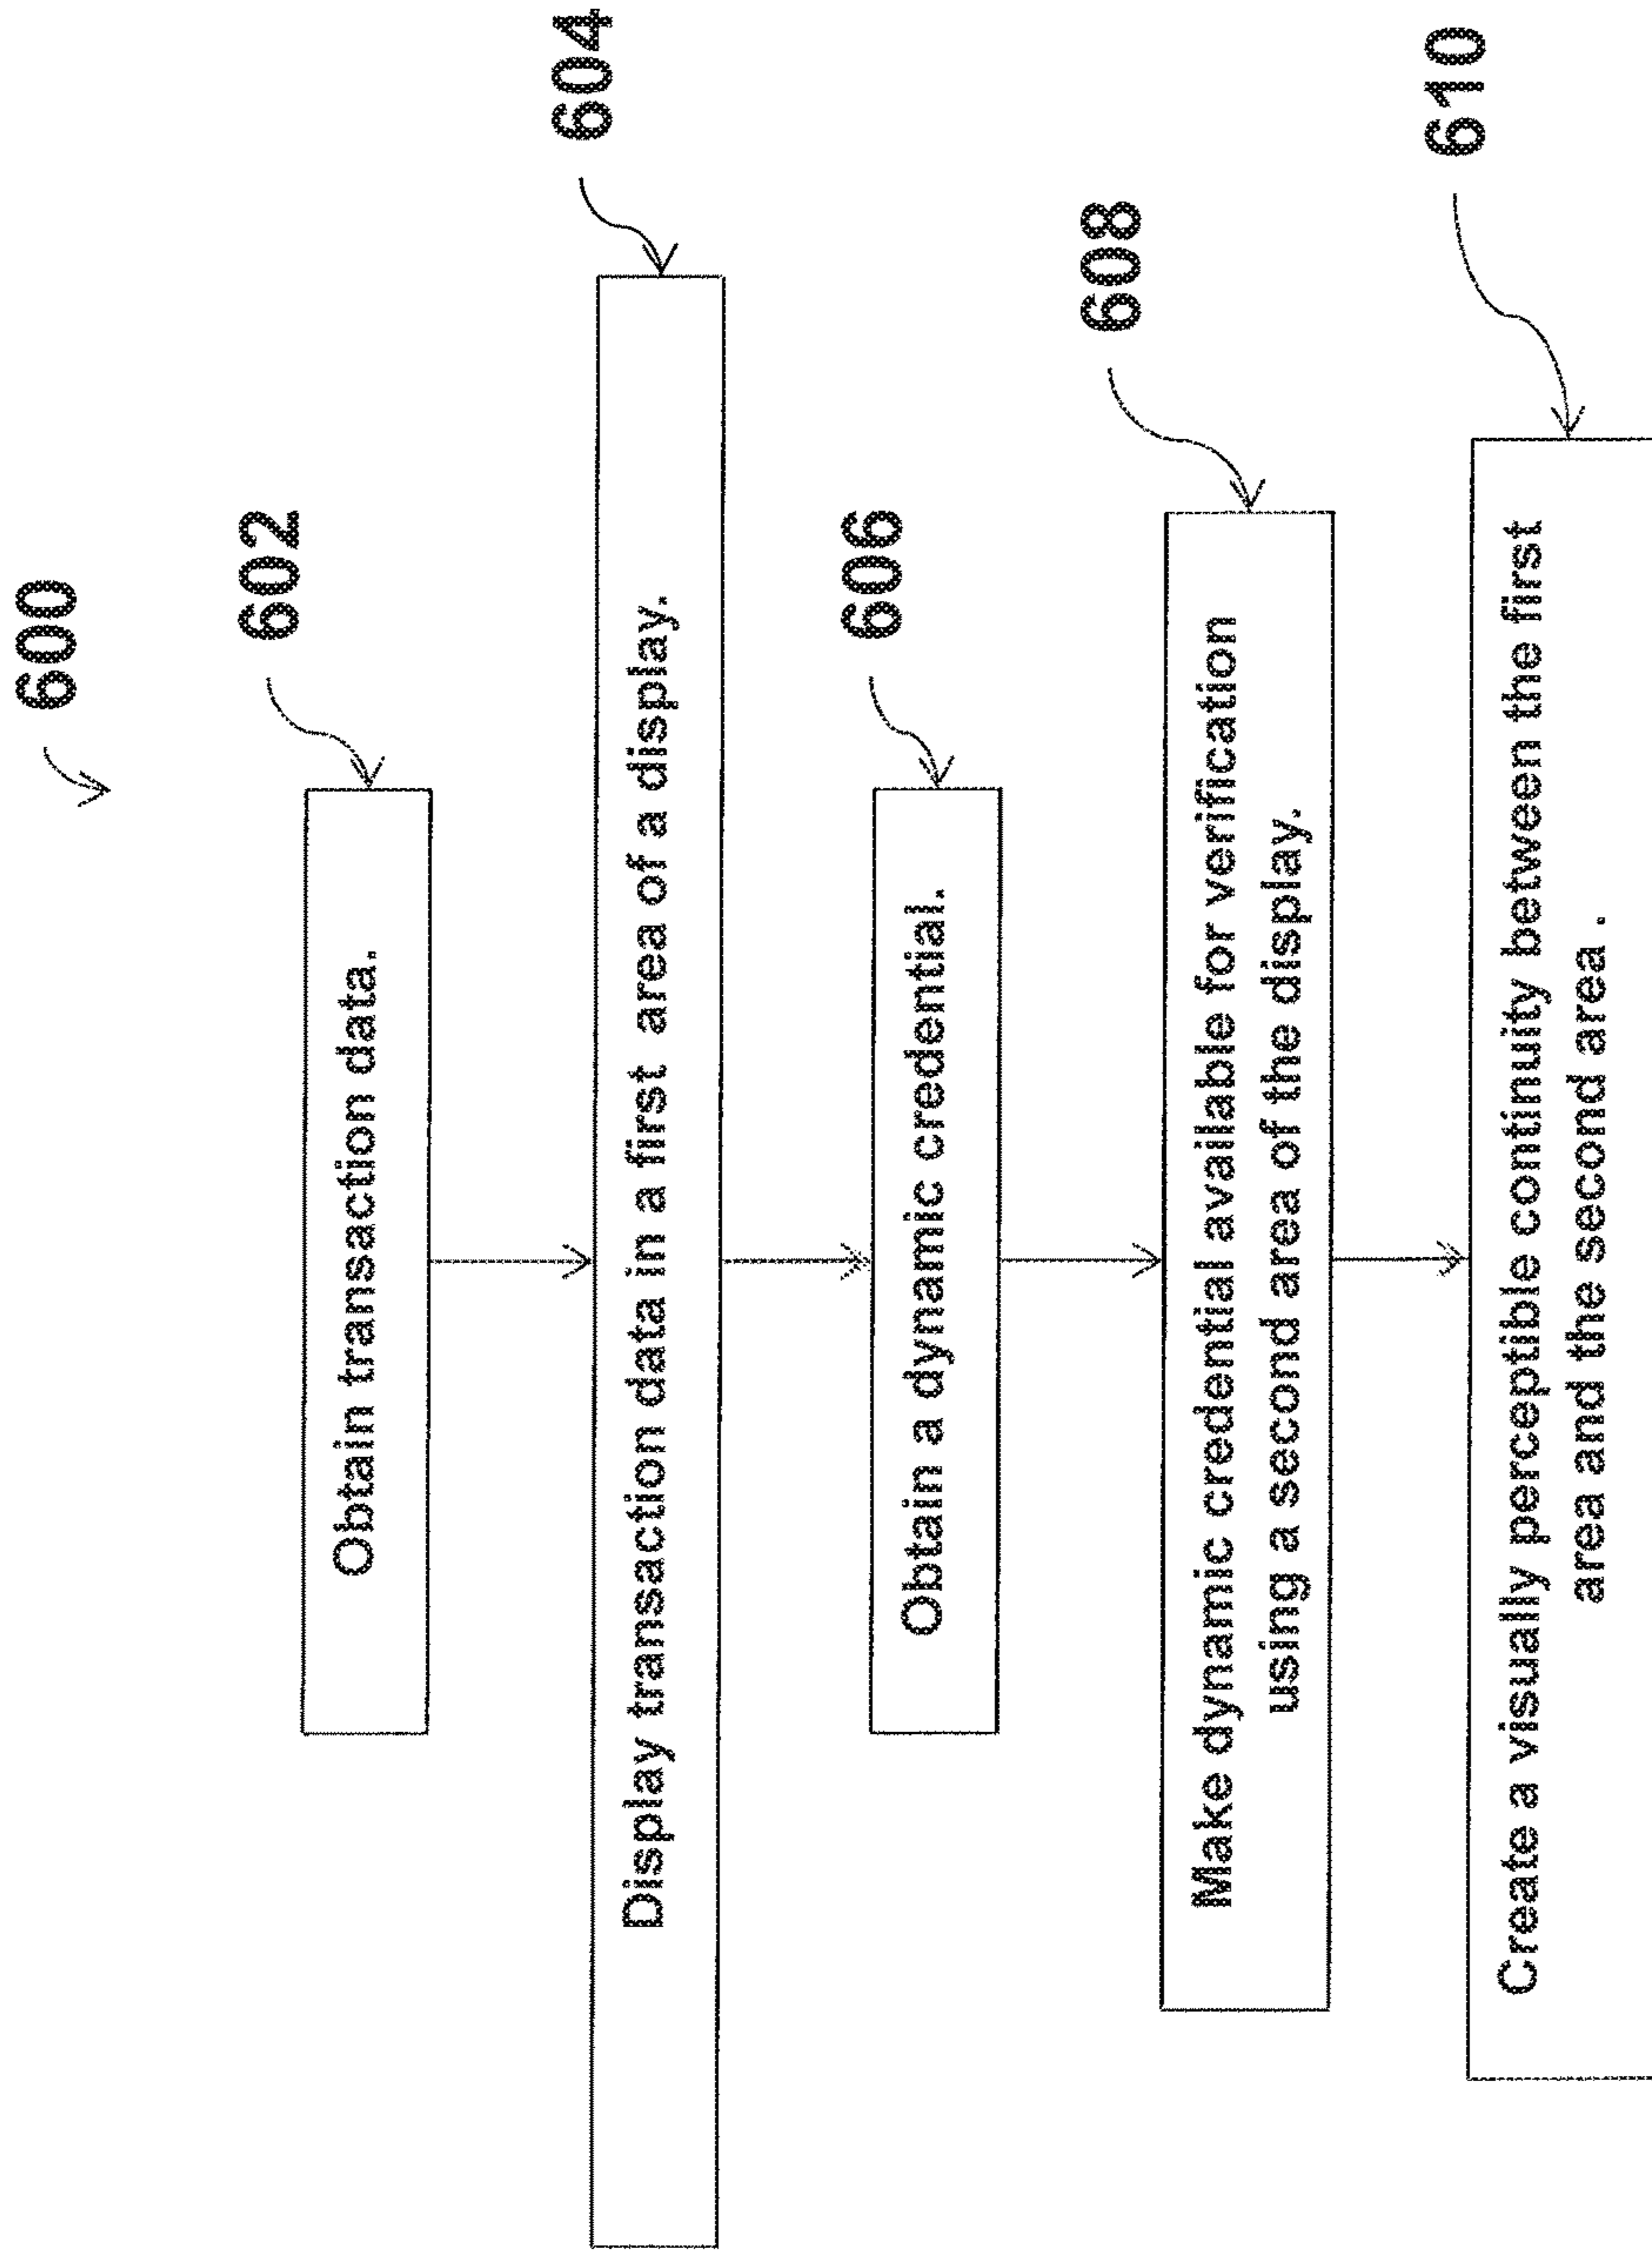 600
602
Obtain transaction data.
604
Display transaction data in a first area of a display.
606
Obtain a dynamic credential.
608
Make dynamic credential available for verification
using a second area of the display.
610
Create a visually perceptible continuity between the first
area and the second area .